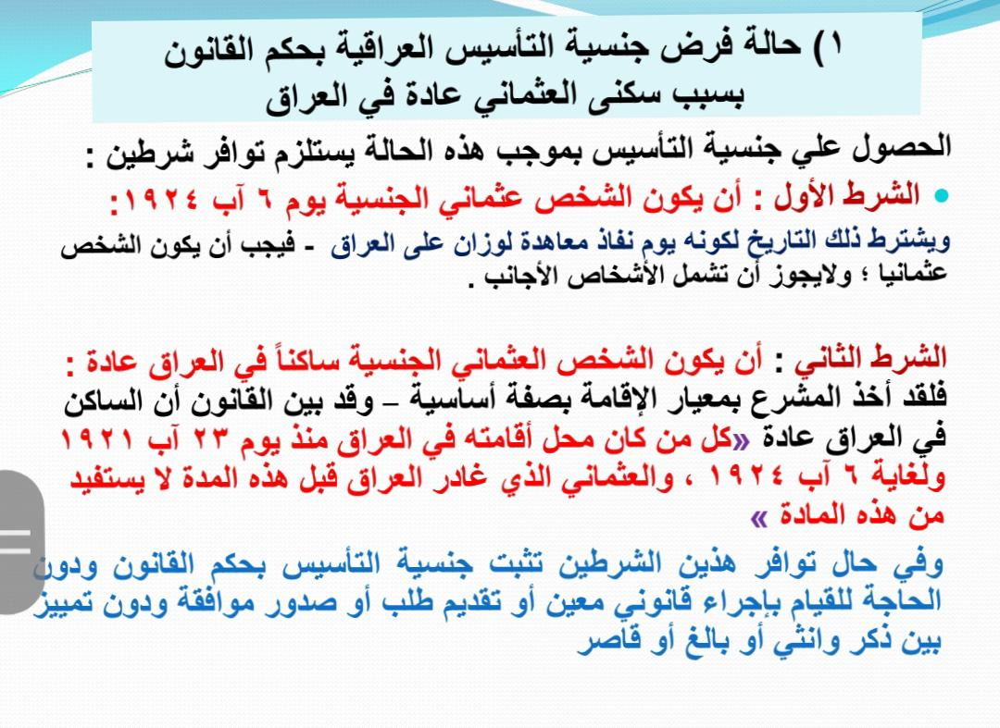 ١) حالة فرض جنسية التأسيس العراقية بحكم القانون
بسبب سكنى العثماني عادة في العراق
الحصول علي جنسية التأسيس بموجب هذه الحالة يستلزم توافر شرطين :
• الشرط الأول : أن يكون الشخص عثماني الجنسية يوم ٦ آب ١٩٢٤:
ويشترط ذلك التاريخ لكونه يوم نفاذ معاهدة لوزان على العراق - فيجب أن يكون الشخص
عثمانيا ؛ ولايجوز أن تشمل الأشخاص الأجانب .
الشرط الثاني : أن يكون الشخص العثماني الجنسية ساكناً في العراق عادة :
فلقد أخذ المشرع بمعيار الإقامة بصفة أساسية – وقد بين القانون أن الساكن
في العراق عادة «كل من كان محل أقامته في العراق منذ يوم ٢٣ آب ١٩٢١
ولغاية ٦ آب ١٩٢٤ ، والعثماني الذي غادر العراق قبل هذه المدة لا يستفيد
من هذه المادة »
وفي حال توافر هذين الشرطين تثبت جنسية التأسيس بحكم القانون ودون
الحاجة للقيام بإجراء قانوني معين أو تقديم طلب أو صدور موافقة ودون تمييز
بين ذكر وانثي أو بالغ أو قاصر